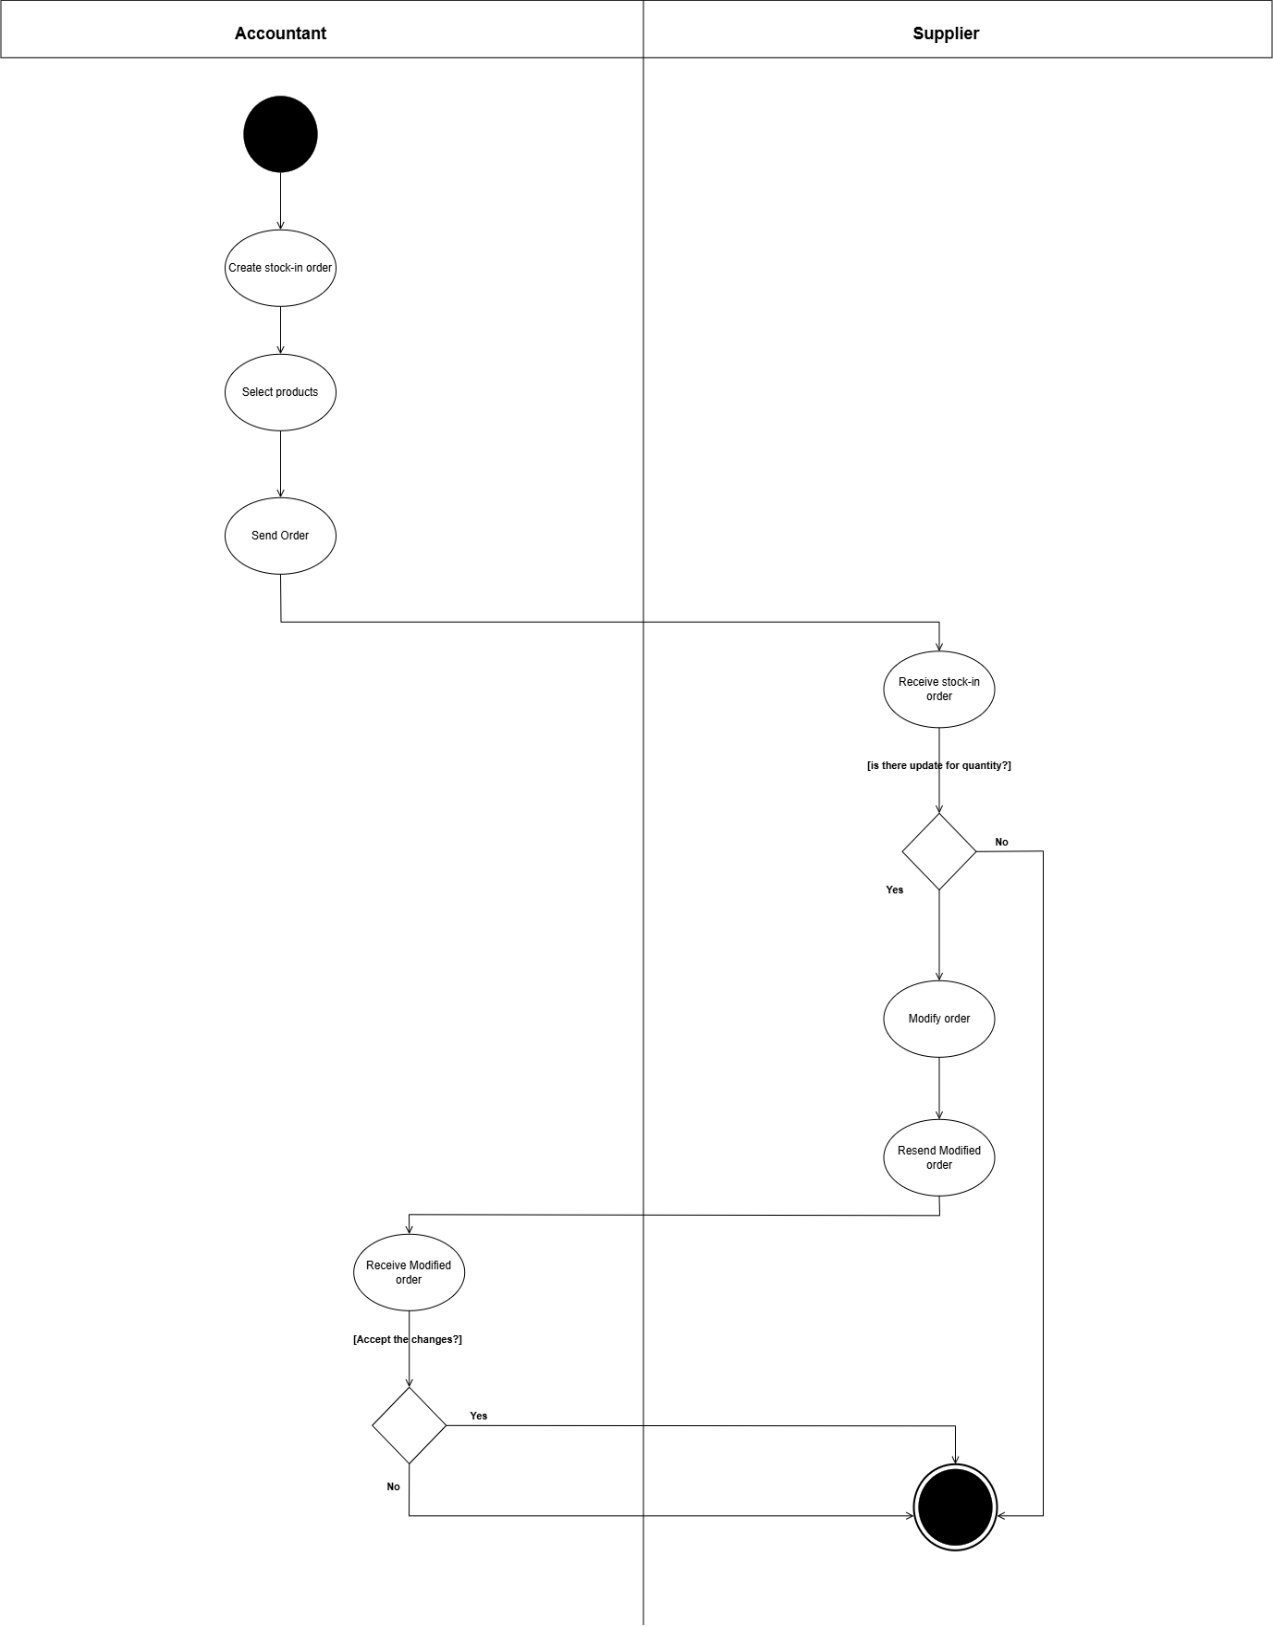 Accountant
Supplier
Create stock-in order
Select products
Send Order
Receive stock-in
order
[is there update for quantity?]
No
Yes
Modify order
Resend Modified
order
Receive Modified
order
[Accept the changes?]
Yes
No